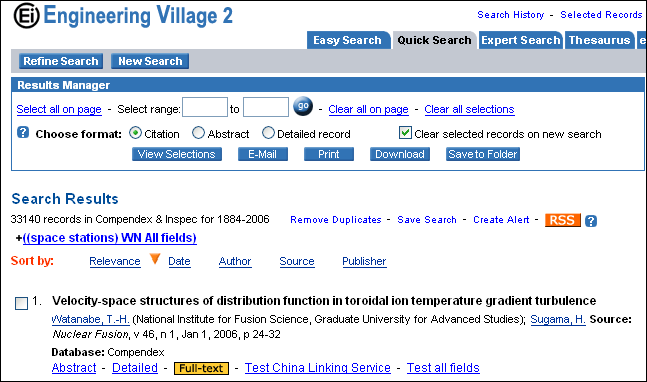 Ei Engineering Village 2
Search History - Selected Records
Easy Search Quick Search Expert Search Thesaurus e
Refine Search New Search
Results Manager
Select all on page - Select range: to go - Clear all on page - Clear all selections
? Choose format: Citation Abstract Detailed record Clear selected records on new search
View Selections E-Mail Print Download Save to Folder
Search Results
33140 records in Compendex & Inspec for 1884-2006 Remove Duplicates - Save Search - Create Alert - RSS ?
+((space stations) WN All fields)
Sort by: Relevance Date Author Source Publisher
1. Velocity-space structures of distribution function in toroidal ion temperature gradient turbulence
Watanabe, T.-H. (National Institute for Fusion Science, Graduate University for Advanced Studies); Sugama, H. Source:
Nuclear Fusion, v 46, n 1, Jan 1, 2006, p 24-32
Database: Compendex
Abstract - Detailed - Full-text - Test China Linking Service - Test all fields